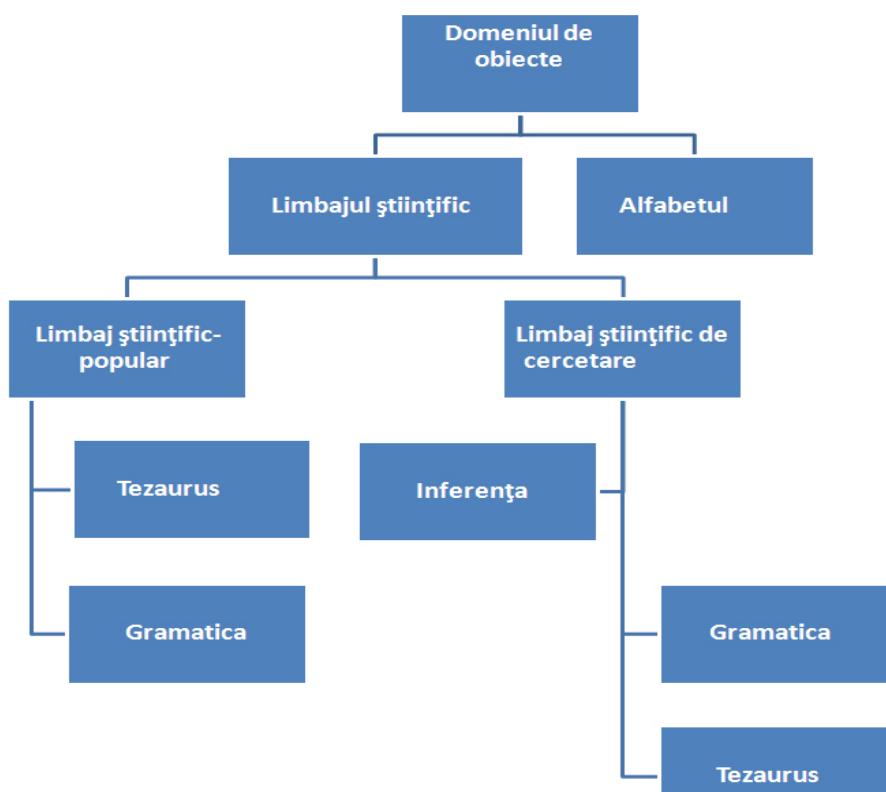 Domeniul de
obiecte
Limbajul ştiinţific
Alfabetul
Limbaj ştiinţific-
popular
Limbaj ştiinţific de
cercetare
Tezaurus
Inferenţa
Gramatica
Gramatica
Tezaurus